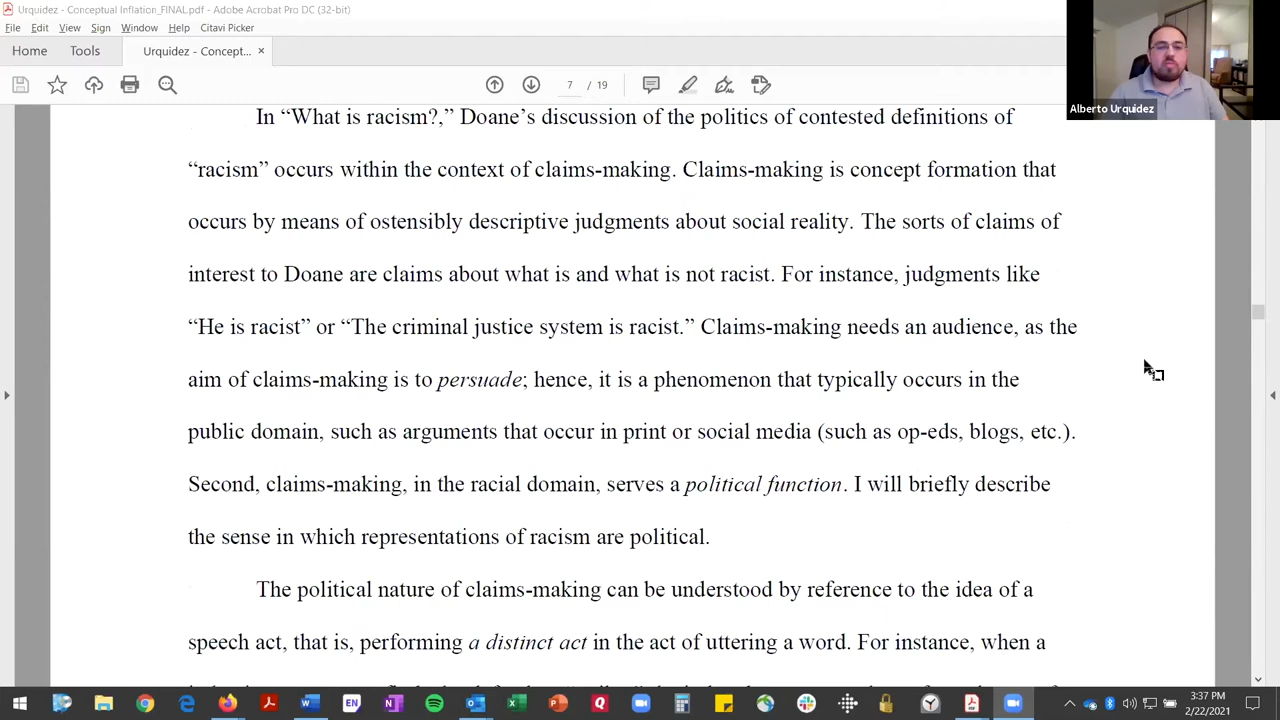 Urquidez - Conceptual Inflation_FINAL.pdf - Adobe Acrobat Pro DC (32-bit)
File Edit View Sign Window Help Citavi Picker
Home Tools Urquidez - Concept... ×
7 / 19
Alberto Urquidez
In “What is racism?,” Doane’s discussion of the politics of contested definitions of
“racism” occurs within the context of claims-making. Claims-making is concept formation that
occurs by means of ostensibly descriptive judgments about social reality. The sorts of claims of
interest to Doane are claims about what is and what is not racist. For instance, judgments like
“He is racist” or “The criminal justice system is racist.” Claims-making needs an audience, as the
aim of claims-making is to persuade; hence, it is a phenomenon that typically occurs in the
public domain, such as arguments that occur in print or social media (such as op-eds, blogs, etc.).
Second, claims-making, in the racial domain, serves a political function. I will briefly describe
the sense in which representations of racism are political.
The political nature of claims-making can be understood by reference to the idea of a
speech act, that is, performing a distinct act in the act of uttering a word. For instance, when a
EN
3:37 PM
2/22/2021